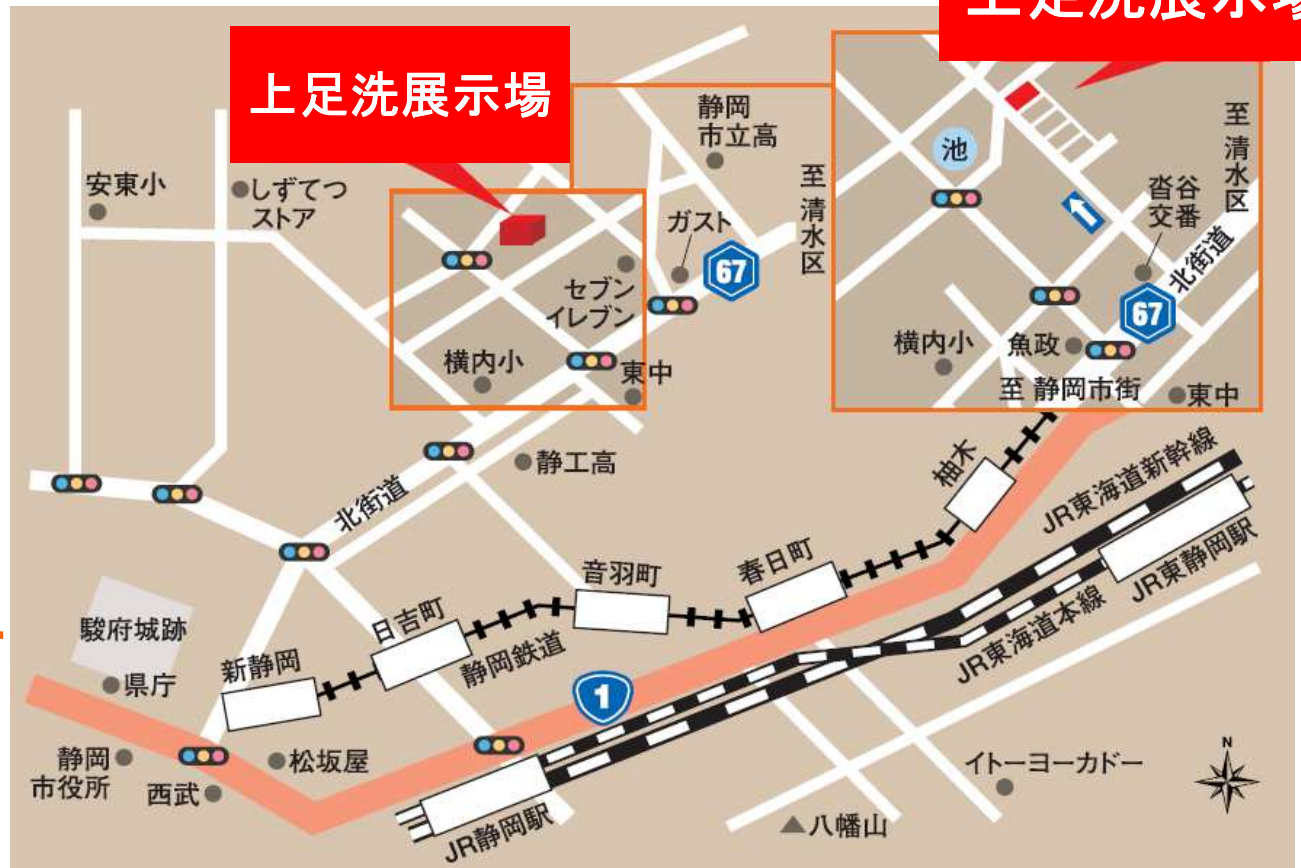 上足洗展示場
上足洗展示場
静岡
市立高
至
清
水
区
安東小
しずてつ
ストア
ガスト
67
至
清
水
区
池
沓谷
交番
北街道
67
セブン
イレブン
横内小
東中
横内小
魚政
至 静岡市街
東中
静工高
北街道
柚木
JR東海道新幹線
春日町
音羽町
JR東静岡駅
日吉町
駿府城跡
静岡鉄道
JR東海道本線
新静岡
県庁
1
静岡
市役所
松坂屋
西武
イトーヨーカドー
N
八幡山
JR静岡駅